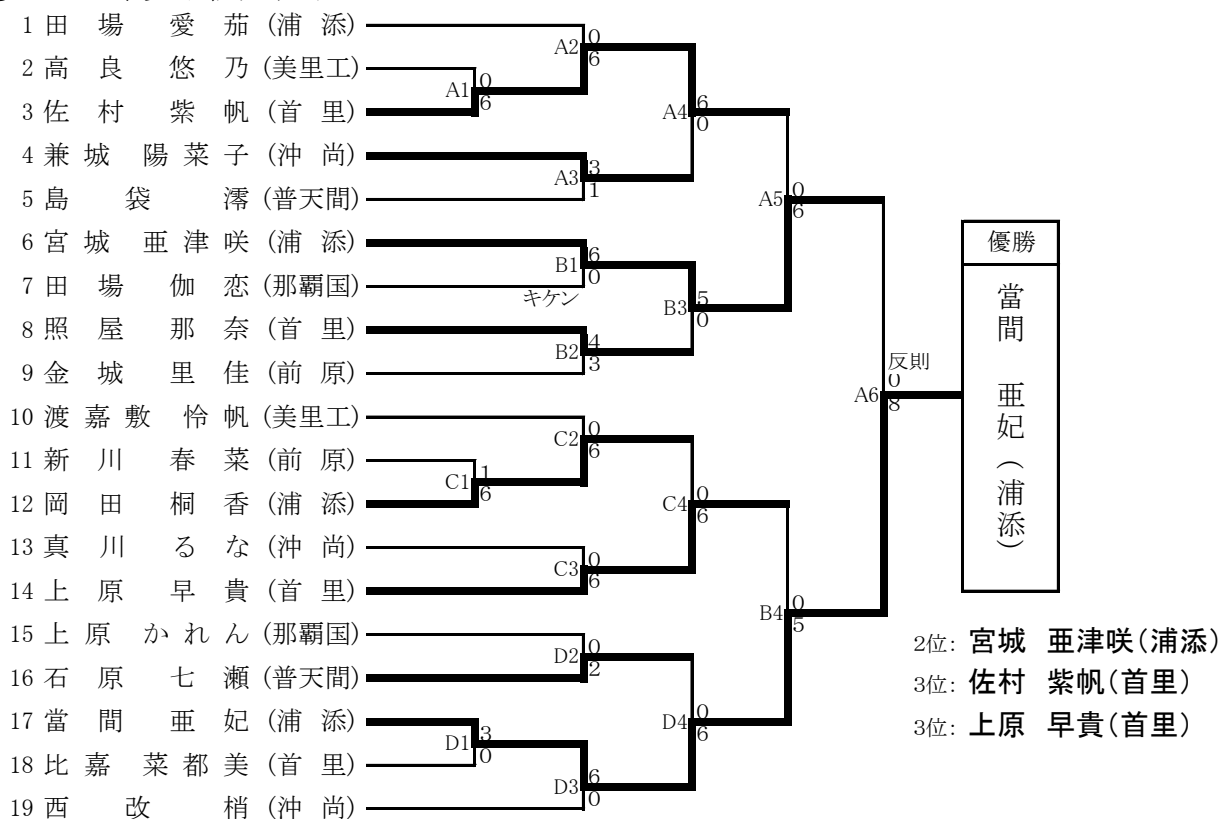 1 田場愛茄 (浦添)
2 高良悠乃 (美里工)
3 佐村紫帆 (首里)
4 兼城陽菜子 (沖尚)
5 島袋澪 (普天間)
6 宮城亜津咲 (浦添)
7 田場伽恋 (那覇国)
8 照屋那奈 (首里)
9 金城里佳 (前原)
10 渡嘉敷怜帆 (美里工)
11 新川春菜 (前原)
12 岡田桐香 (浦添)
13 真川るな (沖尚)
14 上原早貴 (首里)
15 上原かれん (那覇国)
16 石原七瀬 (普天間)
17 當間亜妃 (浦添)
18 比嘉菜都美 (首里)
19 西改梢 (沖尚)
A1 0 6
A2 0 6
A3 3 1
B1 6 0
キケン
B2 4 3
C1 1 6
C2 0 6
C3 0 6
D1 3 0
D2 0 2
D3 6 0
A4 6 0
B3 5 0
C4 0 6
D4 0 6
A5 0 6
B4 0 5
反則
A6 0 8
優勝
當間 亜妃(浦添)
2位: 宮城 亜津咲(浦添)
3位: 佐村 紫帆(首里)
3位: 上原 早貴(首里)